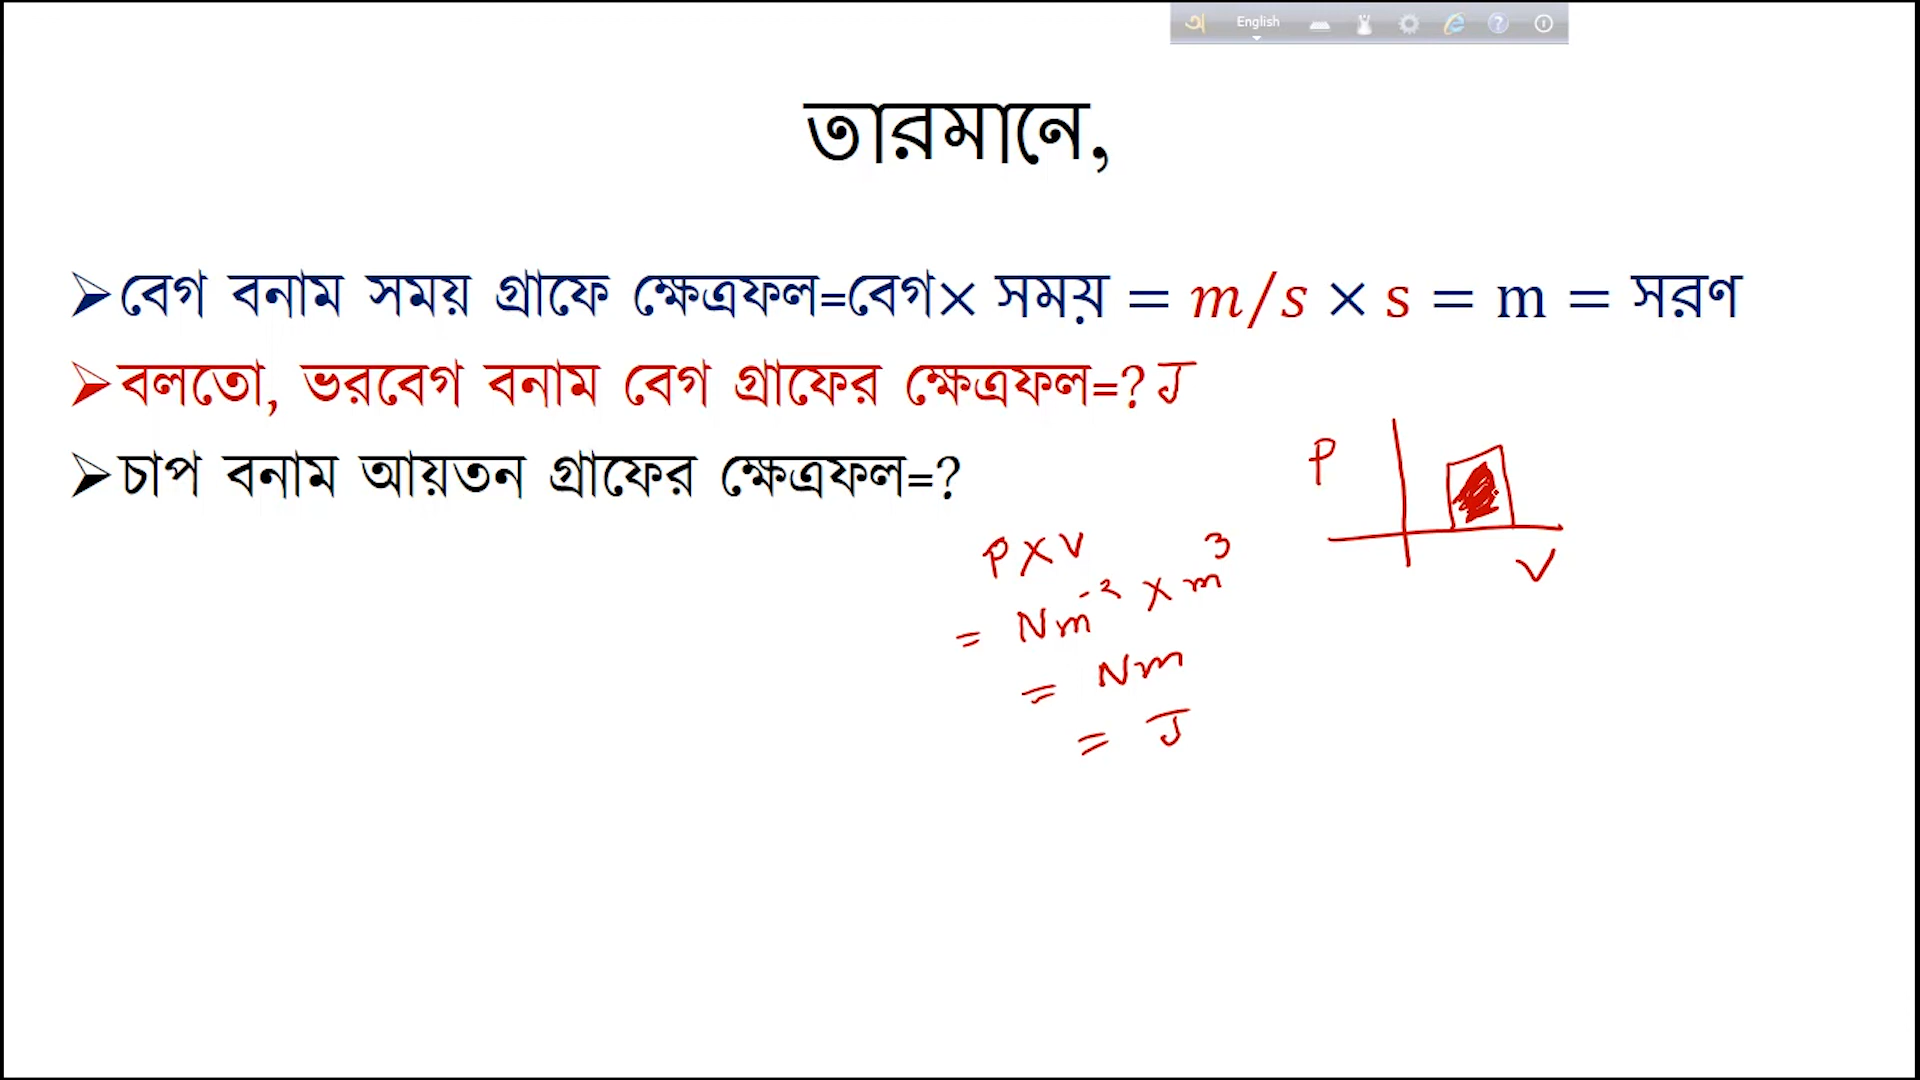 অ English
তারমানে,
➢বেগ বনাম সময় গ্রাফে ক্ষেত্রফল=বেগ× সময় = m/s × s = m = সরণ
➢বলতো, ভরবেগ বনাম বেগ গ্রাফের ক্ষেত্রফল=? J
➢চাপ বনাম আয়তন গ্রাফের ক্ষেত্রফল=?
P
V
P X V
= Nm⁻² × m³
= Nm
= J